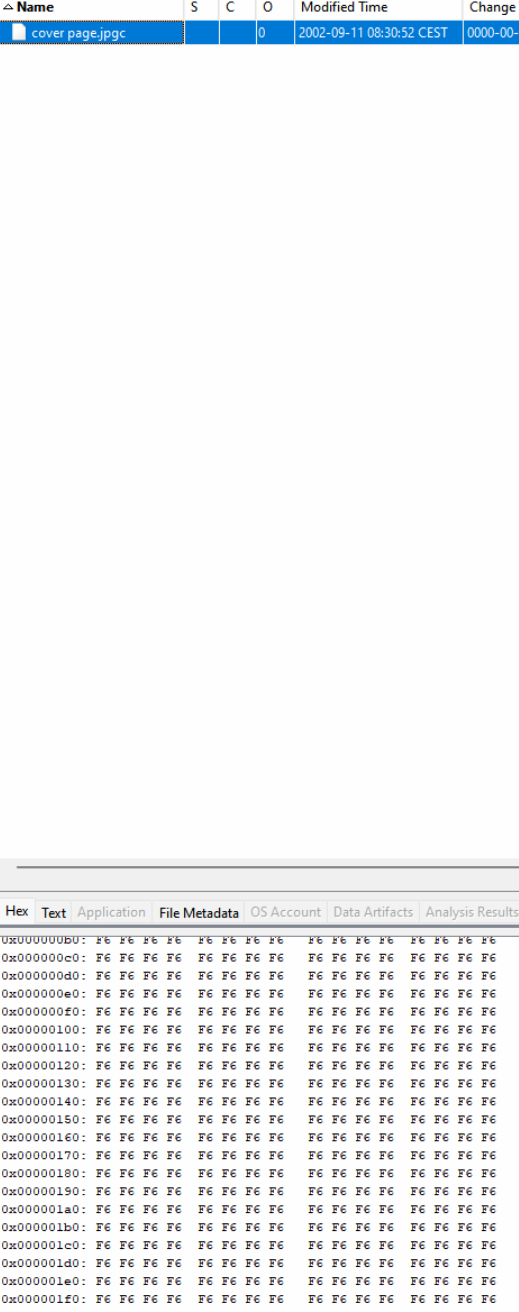 Name S C O Modified Time Change
cover page.jpgc 0 2002-09-11 08:30:52 CEST 0000-00-
Hex Text Application File Metadata OS Account Data Artifacts Analysis Results
0x000000b0: F6 F6 F6 F6 F6 F6 F6 F6 F6 F6 F6 F6 F6 F6 F6 F6
0x000000c0: F6 F6 F6 F6 F6 F6 F6 F6 F6 F6 F6 F6 F6 F6 F6 F6
0x000000d0: F6 F6 F6 F6 F6 F6 F6 F6 F6 F6 F6 F6 F6 F6 F6 F6
0x000000e0: F6 F6 F6 F6 F6 F6 F6 F6 F6 F6 F6 F6 F6 F6 F6 F6
0x000000f0: F6 F6 F6 F6 F6 F6 F6 F6 F6 F6 F6 F6 F6 F6 F6 F6
0x00000100: F6 F6 F6 F6 F6 F6 F6 F6 F6 F6 F6 F6 F6 F6 F6 F6
0x00000110: F6 F6 F6 F6 F6 F6 F6 F6 F6 F6 F6 F6 F6 F6 F6 F6
0x00000120: F6 F6 F6 F6 F6 F6 F6 F6 F6 F6 F6 F6 F6 F6 F6 F6
0x00000130: F6 F6 F6 F6 F6 F6 F6 F6 F6 F6 F6 F6 F6 F6 F6 F6
0x00000140: F6 F6 F6 F6 F6 F6 F6 F6 F6 F6 F6 F6 F6 F6 F6 F6
0x00000150: F6 F6 F6 F6 F6 F6 F6 F6 F6 F6 F6 F6 F6 F6 F6 F6
0x00000160: F6 F6 F6 F6 F6 F6 F6 F6 F6 F6 F6 F6 F6 F6 F6 F6
0x00000170: F6 F6 F6 F6 F6 F6 F6 F6 F6 F6 F6 F6 F6 F6 F6 F6
0x00000180: F6 F6 F6 F6 F6 F6 F6 F6 F6 F6 F6 F6 F6 F6 F6 F6
0x00000190: F6 F6 F6 F6 F6 F6 F6 F6 F6 F6 F6 F6 F6 F6 F6 F6
0x000001a0: F6 F6 F6 F6 F6 F6 F6 F6 F6 F6 F6 F6 F6 F6 F6 F6
0x000001b0: F6 F6 F6 F6 F6 F6 F6 F6 F6 F6 F6 F6 F6 F6 F6 F6
0x000001c0: F6 F6 F6 F6 F6 F6 F6 F6 F6 F6 F6 F6 F6 F6 F6 F6
0x000001d0: F6 F6 F6 F6 F6 F6 F6 F6 F6 F6 F6 F6 F6 F6 F6 F6
0x000001e0: F6 F6 F6 F6 F6 F6 F6 F6 F6 F6 F6 F6 F6 F6 F6 F6
0x000001f0: F6 F6 F6 F6 F6 F6 F6 F6 F6 F6 F6 F6 F6 F6 F6 F6